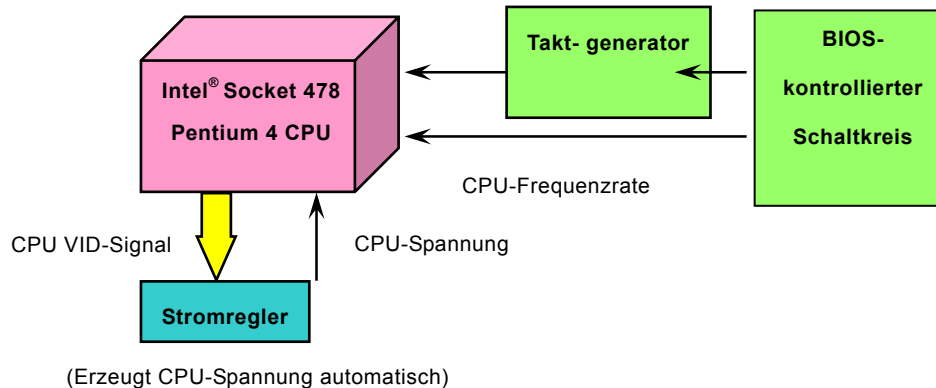 Intel® Socket 478
Pentium 4 CPU
Takt- generator
BIOS-
kontrollierter
Schaltkreis
CPU-Frequenzrate
CPU VID-Signal
CPU-Spannung
Stromregler
(Erzeugt CPU-Spannung automatisch)